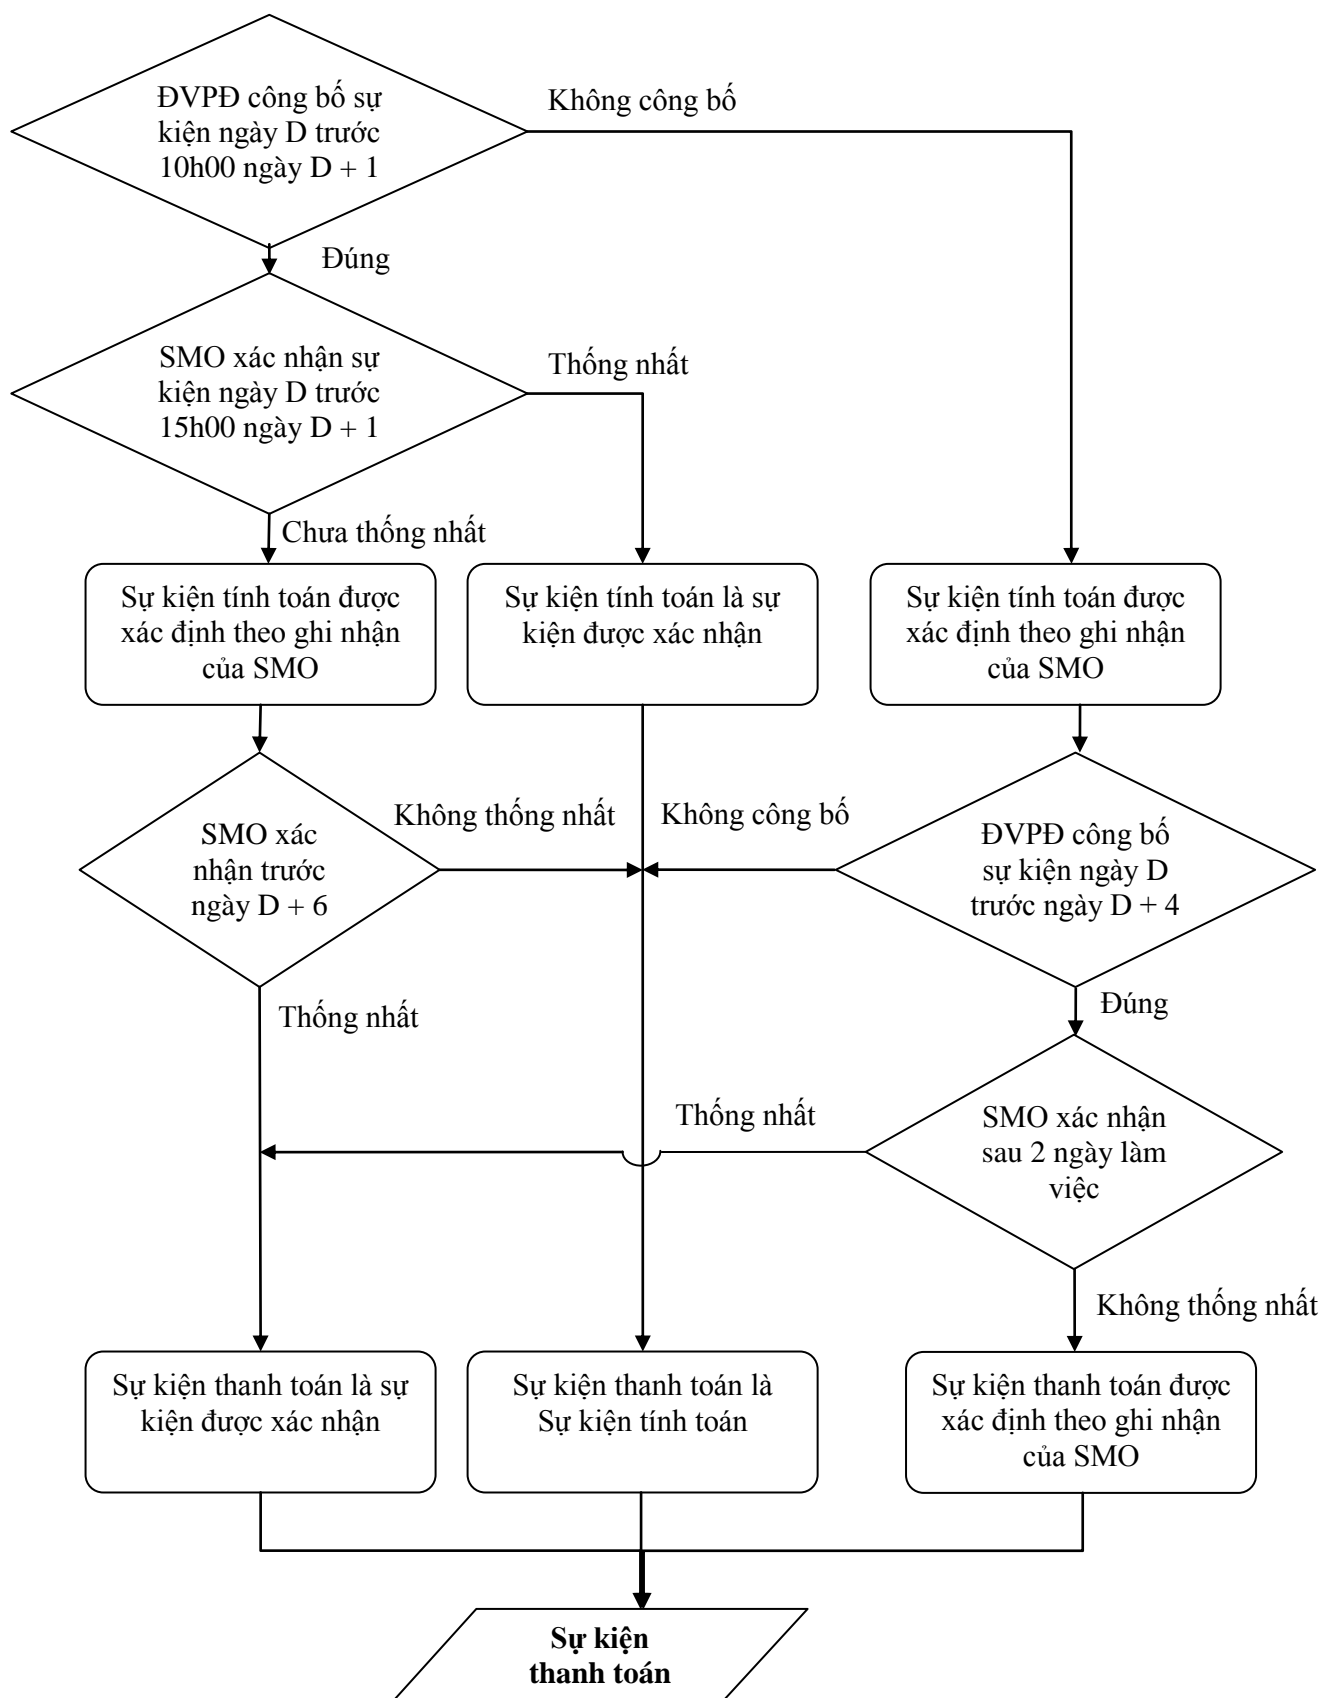 ĐVPĐ công bố sự
kiện ngày D trước
10h00 ngày D + 1
Không công bố
Đúng
SMO xác nhận sự
kiện ngày D trước
15h00 ngày D + 1
Thống nhất
Chưa thống nhất
Sự kiện tính toán được
xác định theo ghi nhận
của SMO
Sự kiện tính toán là sự
kiện được xác nhận
Sự kiện tính toán được
xác định theo ghi nhận
của SMO
SMO xác
nhận trước
ngày D + 6
Không thống nhất
Không công bố
ĐVPĐ công bố
sự kiện ngày D
trước ngày D + 4
Thống nhất
Đúng
Thống nhất
SMO xác nhận
sau 2 ngày làm
việc
Không thống nhất
Sự kiện thanh toán là sự
kiện được xác nhận
Sự kiện thanh toán là
Sự kiện tính toán
Sự kiện thanh toán được
xác định theo ghi nhận
của SMO
Sự kiện
thanh toán